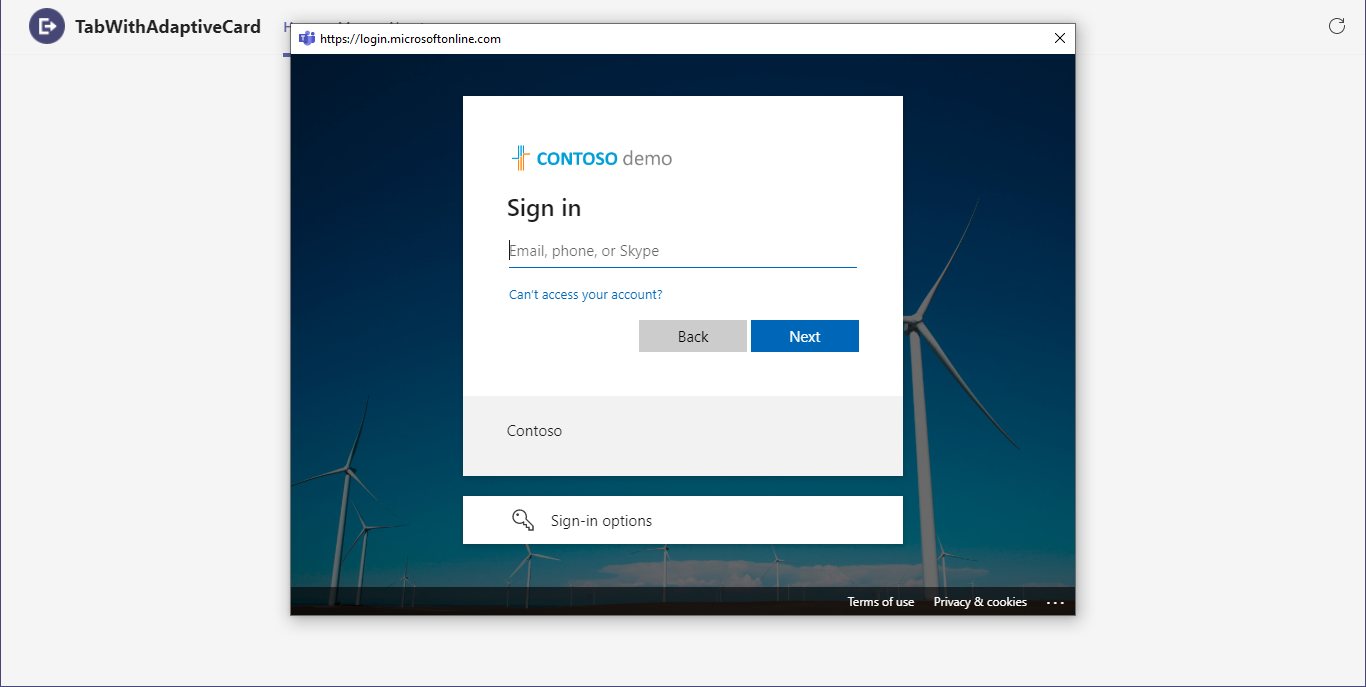 TabWithAdaptiveCard
https://login.microsoftonline.com
CONTOSO demo
Sign in
Email, phone, or Skype
Can't access your account?
Back Next
Contoso
Sign-in options
Terms of use Privacy & cookies ...